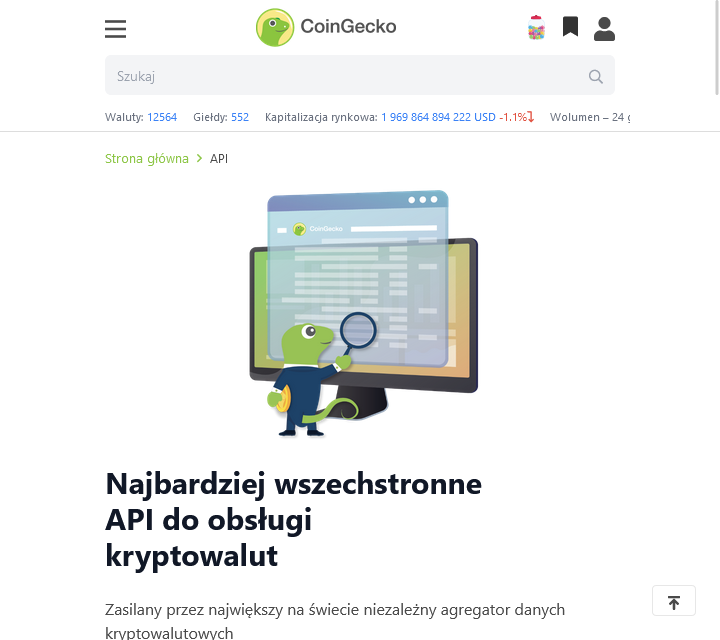 CoinGecko
Szukaj
Waluty: 12564 Giełdy: 552 Kapitalizacja rynkowa: 1 969 864 894 222 USD -1.1% Wolumen – 24 g
Strona główna > API
CoinGecko
Najbardziej wszechstronne
API do obsługi
kryptowalut
Zasilany przez największy na świecie niezależny agregator danych
kryptowalutowych